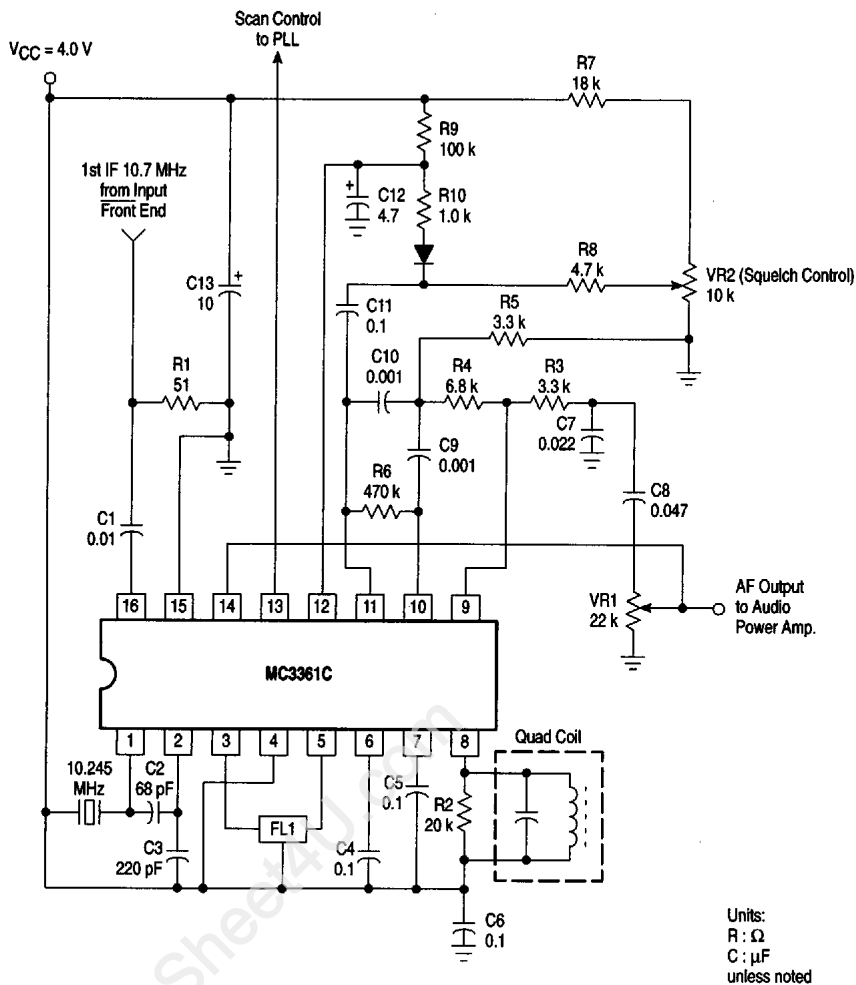 Scan Control
to PLL
VCC = 4.0 V
R7
18 k
R9
100 k
1st IF 10.7 MHz
from Input
Front End
C12
4.7
+
R10
1.0 k
C13
10
+
R8
4.7 k
VR2 (Squelch Control)
10 k
C11
0.1
R5
3.3 k
C10
0.001
R1
51
R4
6.8 k
R3
3.3 k
C7
0.022
C9
0.001
R6
470 k
C8
0.047
C1
0.01
VR1
22 k
AF Output
to Audio
Power Amp.
16 15 14 13 12 11 10 9
MC3361C
1 2 3 4 5 6 7 8
Quad Coil
10.245
MHz
C2
68 pF
C5
0.1
R2
20 k
FL1
C3
220 pF
C4
0.1
C6
0.1
Units:
R : Ω
C : µF
unless noted
Sheet4U.com